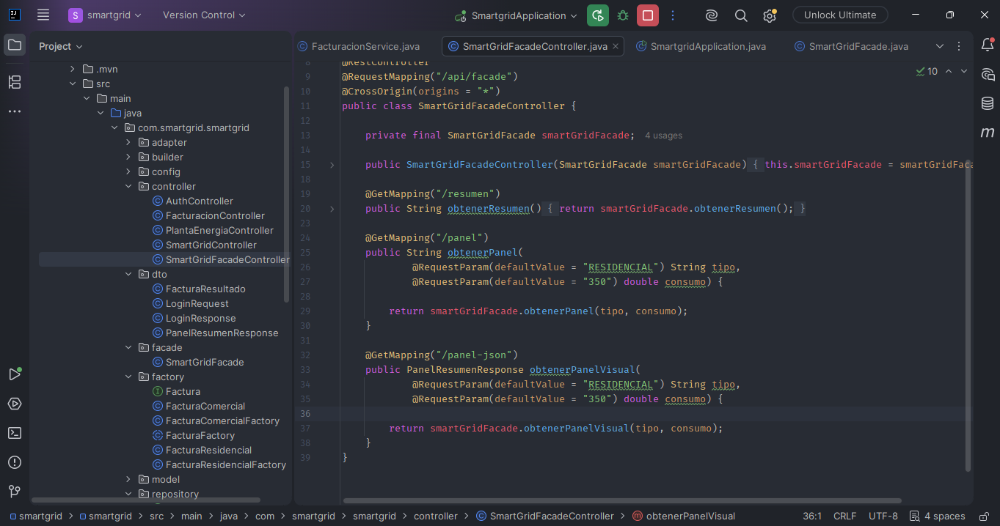 S smartgrid Version Control SmartgridApplication Unlock Ultimate
Project
.mvn
src
main
java
com.smartgrid.smartgrid
adapter
builder
config
controller
AuthController
FacturacionController
PlantaEnergiaController
SmartGridController
SmartGridFacadeController
dto
FacturaResultado
LoginRequest
LoginResponse
PanelResumenResponse
facade
SmartGridFacade
factory
Factura
FacturaComercial
FacturaComercialFactory
FacturaFactory
FacturaResidencial
FacturaResidencialFactory
model
repository
FacturacionService.java SmartGridFacadeController.java SmartgridApplication.java SmartGridFacade.java
10
8 @RestController
9 @RequestMapping("/api/facade")
10 @CrossOrigin(origins = "*")
11 public class SmartGridFacadeController {
12
13 private final SmartGridFacade smartGridFacade; 4 usages
14
15 public SmartGridFacadeController(SmartGridFacade smartGridFacade) { this.smartGridFacade = smartGridFaca
18
19 @GetMapping("/resumen")
20 public String obtenerResumen() { return smartGridFacade.obtenerResumen(); }
23
24 @GetMapping("/panel")
25 public String obtenerPanel(
26 @RequestParam(defaultValue = "RESIDENCIAL") String tipo,
27 @RequestParam(defaultValue = "350") double consumo) {
28
29 return smartGridFacade.obtenerPanel(tipo, consumo);
30 }
31
32 @GetMapping("/panel-json")
33 public PanelResumenResponse obtenerPanelVisual(
34 @RequestParam(defaultValue = "RESIDENCIAL") String tipo,
35 @RequestParam(defaultValue = "350") double consumo) {
36
37 return smartGridFacade.obtenerPanelVisual(tipo, consumo);
38 }
39 }
smartgrid > smartgrid > src > main > java > com > smartgrid > smartgrid > controller > SmartGridFacadeController > obtenerPanelVisual 36:1 CRLF UTF-8 4 spaces